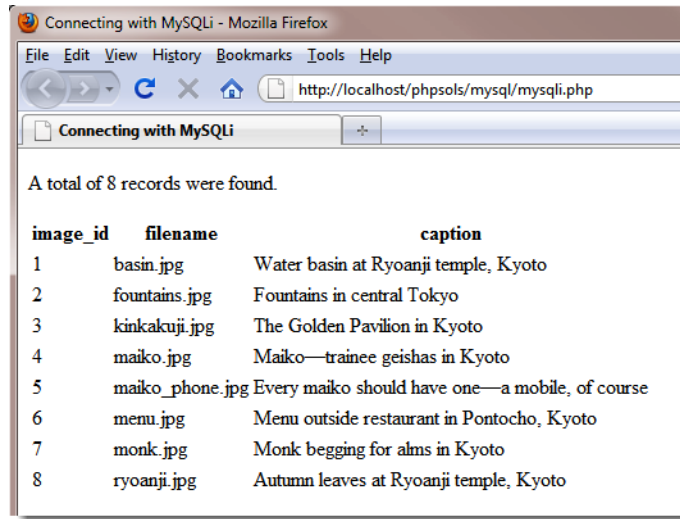 Connecting with MySQLi - Mozilla Firefox
File Edit View History Bookmarks Tools Help
http://localhost/phpsols/mysql/mysqli.php
Connecting with MySQLi
A total of 8 records were found.
image_id filename caption
1 basin.jpg Water basin at Ryoanji temple, Kyoto
2 fountains.jpg Fountains in central Tokyo
3 kinkakuji.jpg The Golden Pavilion in Kyoto
4 maiko.jpg Maiko—trainee geishas in Kyoto
5 maiko_phone.jpg Every maiko should have one—a mobile, of course
6 menu.jpg Menu outside restaurant in Pontocho, Kyoto
7 monk.jpg Monk begging for alms in Kyoto
8 ryoanji.jpg Autumn leaves at Ryoanji temple, Kyoto